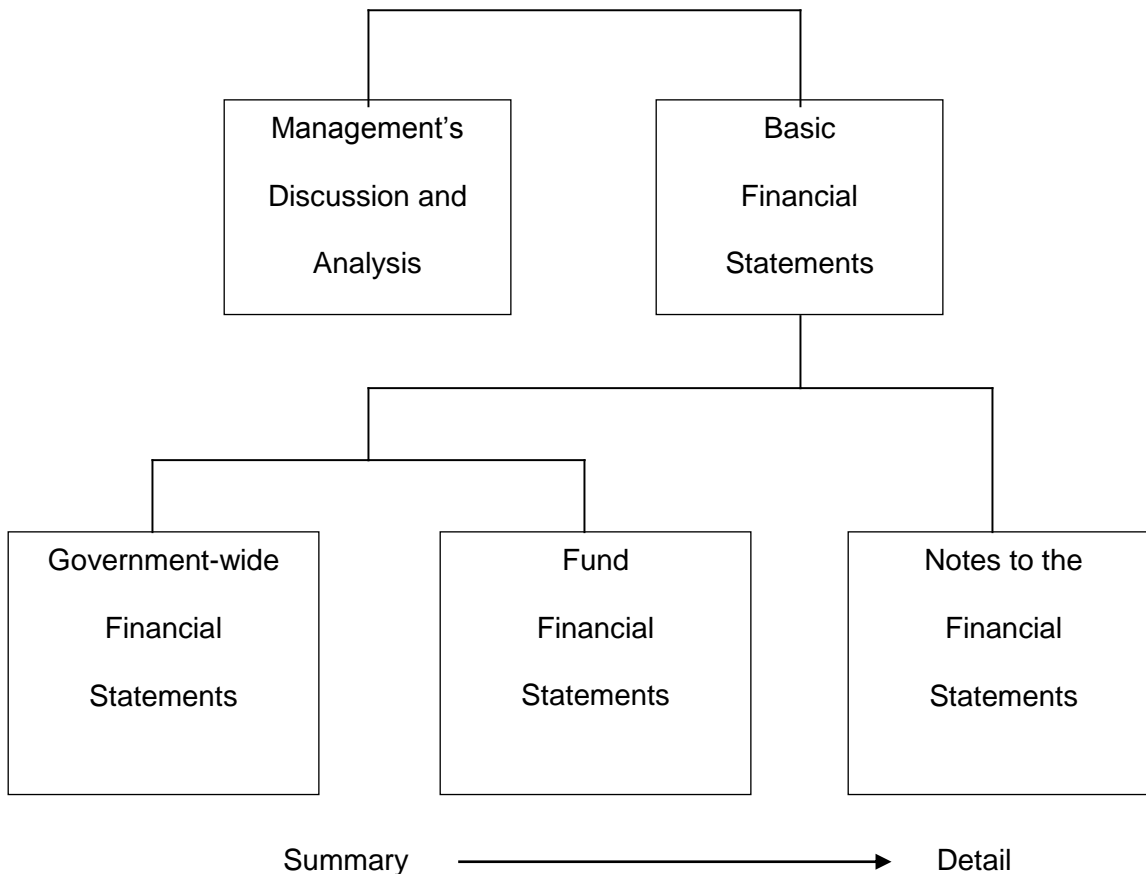 Management’s
Discussion and
Analysis
Basic
Financial
Statements
Government-wide
Financial
Statements
Fund
Financial
Statements
Notes to the
Financial
Statements
Summary
Detail